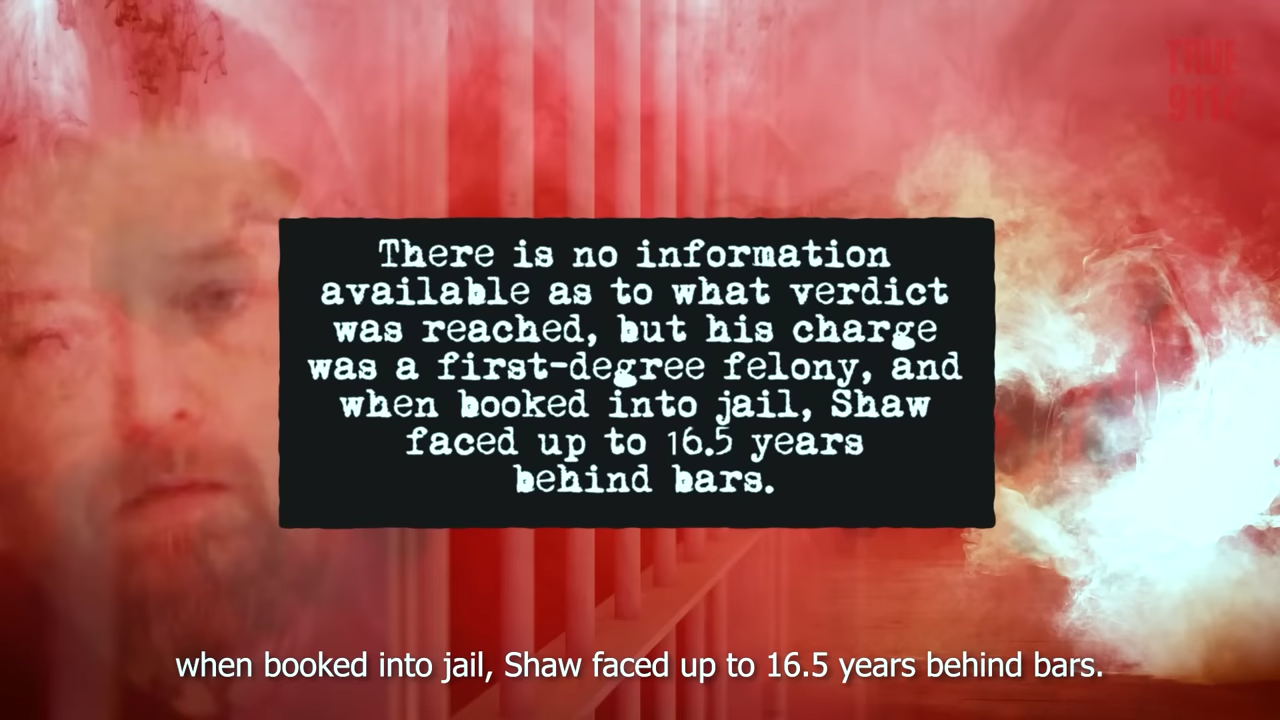 TRUE
911
There is no information
available as to what verdict
was reached, but his charge
was a first-degree felony, and
when booked into jail, Shaw
faced up to 16.5 years
behind bars.
when booked into jail, Shaw faced up to 16.5 years behind bars.